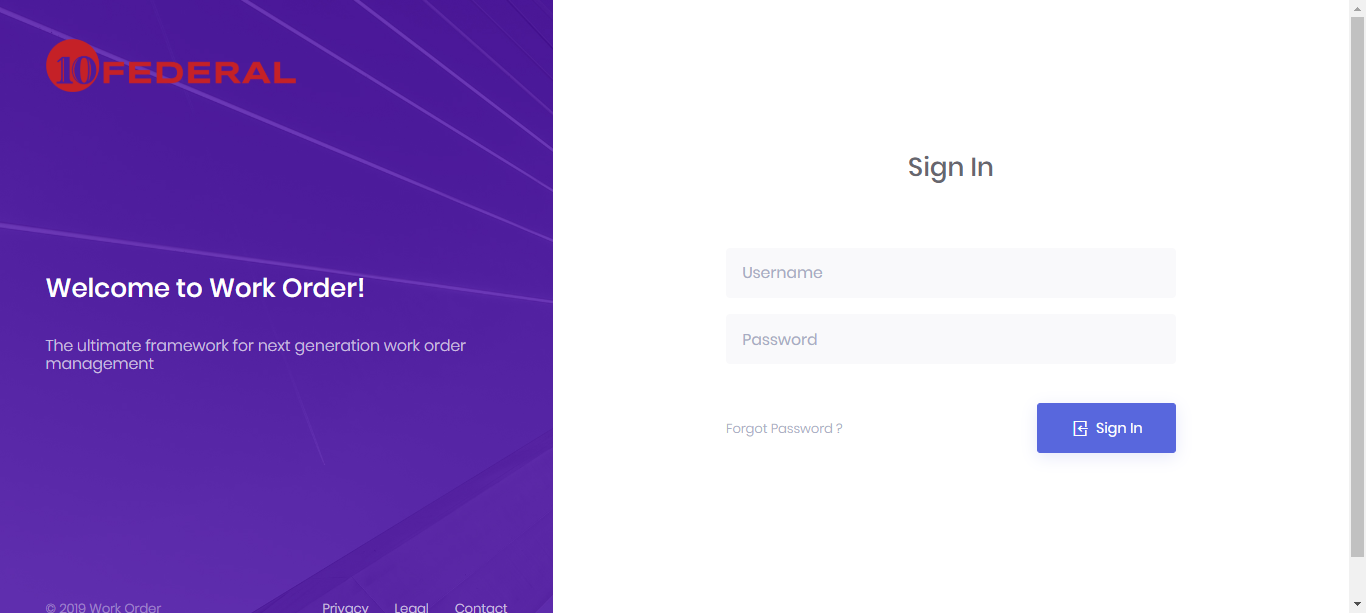 10 FEDERAL
Welcome to Work Order!
The ultimate framework for next generation work order
management
© 2019 Work Order
Privacy Legal Contact
Sign In
Username
Password
Forgot Password ?
Sign In